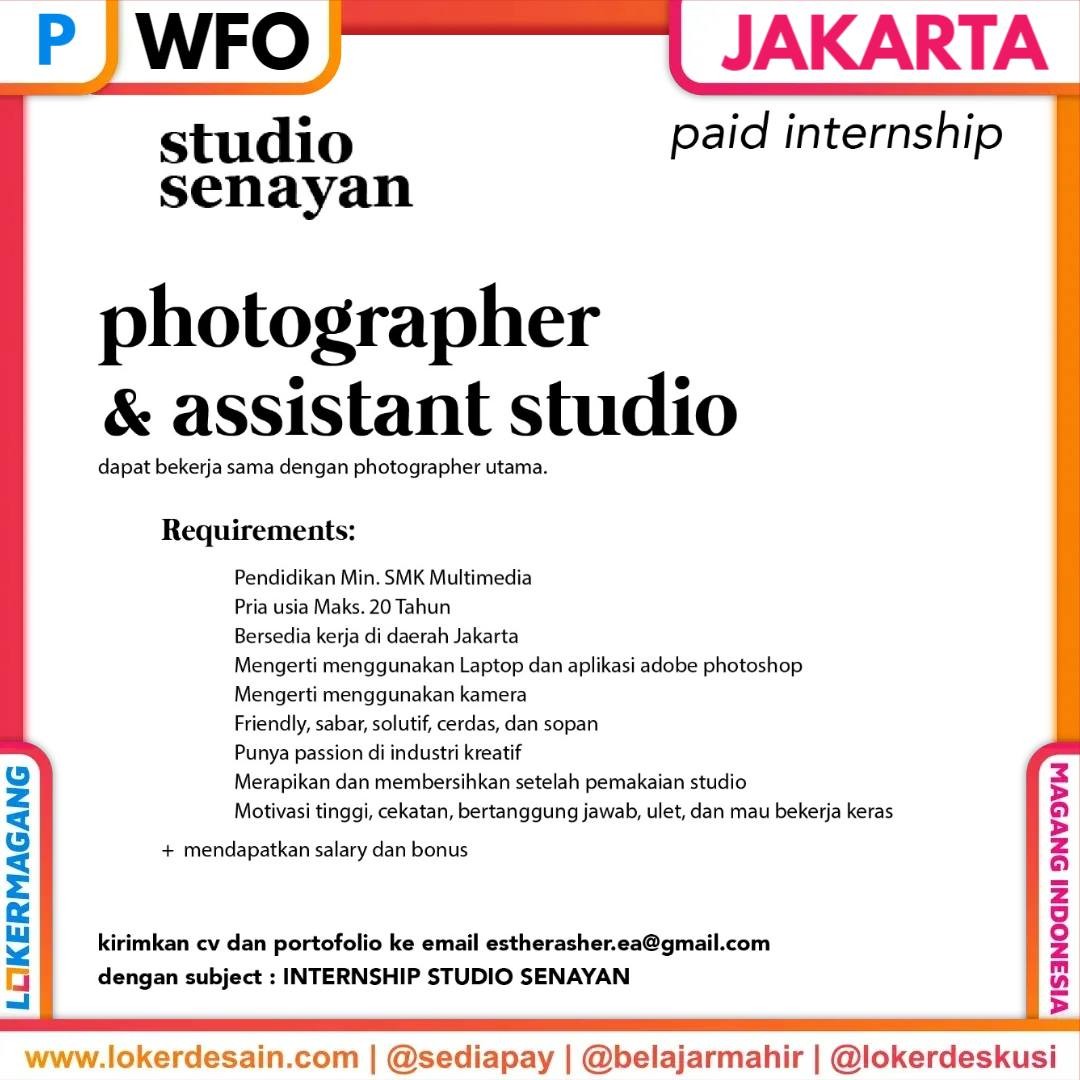 P WFO JAKARTA
studio
senayan
paid internship
photographer
& assistant studio
dapat bekerja sama dengan photographer utama.
Requirements:
Pendidikan Min. SMK Multimedia
Pria usia Maks. 20 Tahun
Bersedia kerja di daerah Jakarta
Mengerti menggunakan Laptop dan aplikasi adobe photoshop
Mengerti menggunakan kamera
Friendly, sabar, solutif, cerdas, dan sopan
Punya passion di industri kreatif
Merapikan dan membersihkan setelah pemakaian studio
Motivasi tinggi, cekatan, bertanggung jawab, ulet, dan mau bekerja keras
+ mendapatkan salary dan bonus
kirimkan cv dan portofolio ke email estherasher.ea@gmail.com
dengan subject : INTERNSHIP STUDIO SENAYAN
LOKERMAGANG
MAGANG INDONESIA
www.lokerdesain.com | @sediapay | @belajarmahir | @lokerdeskusi